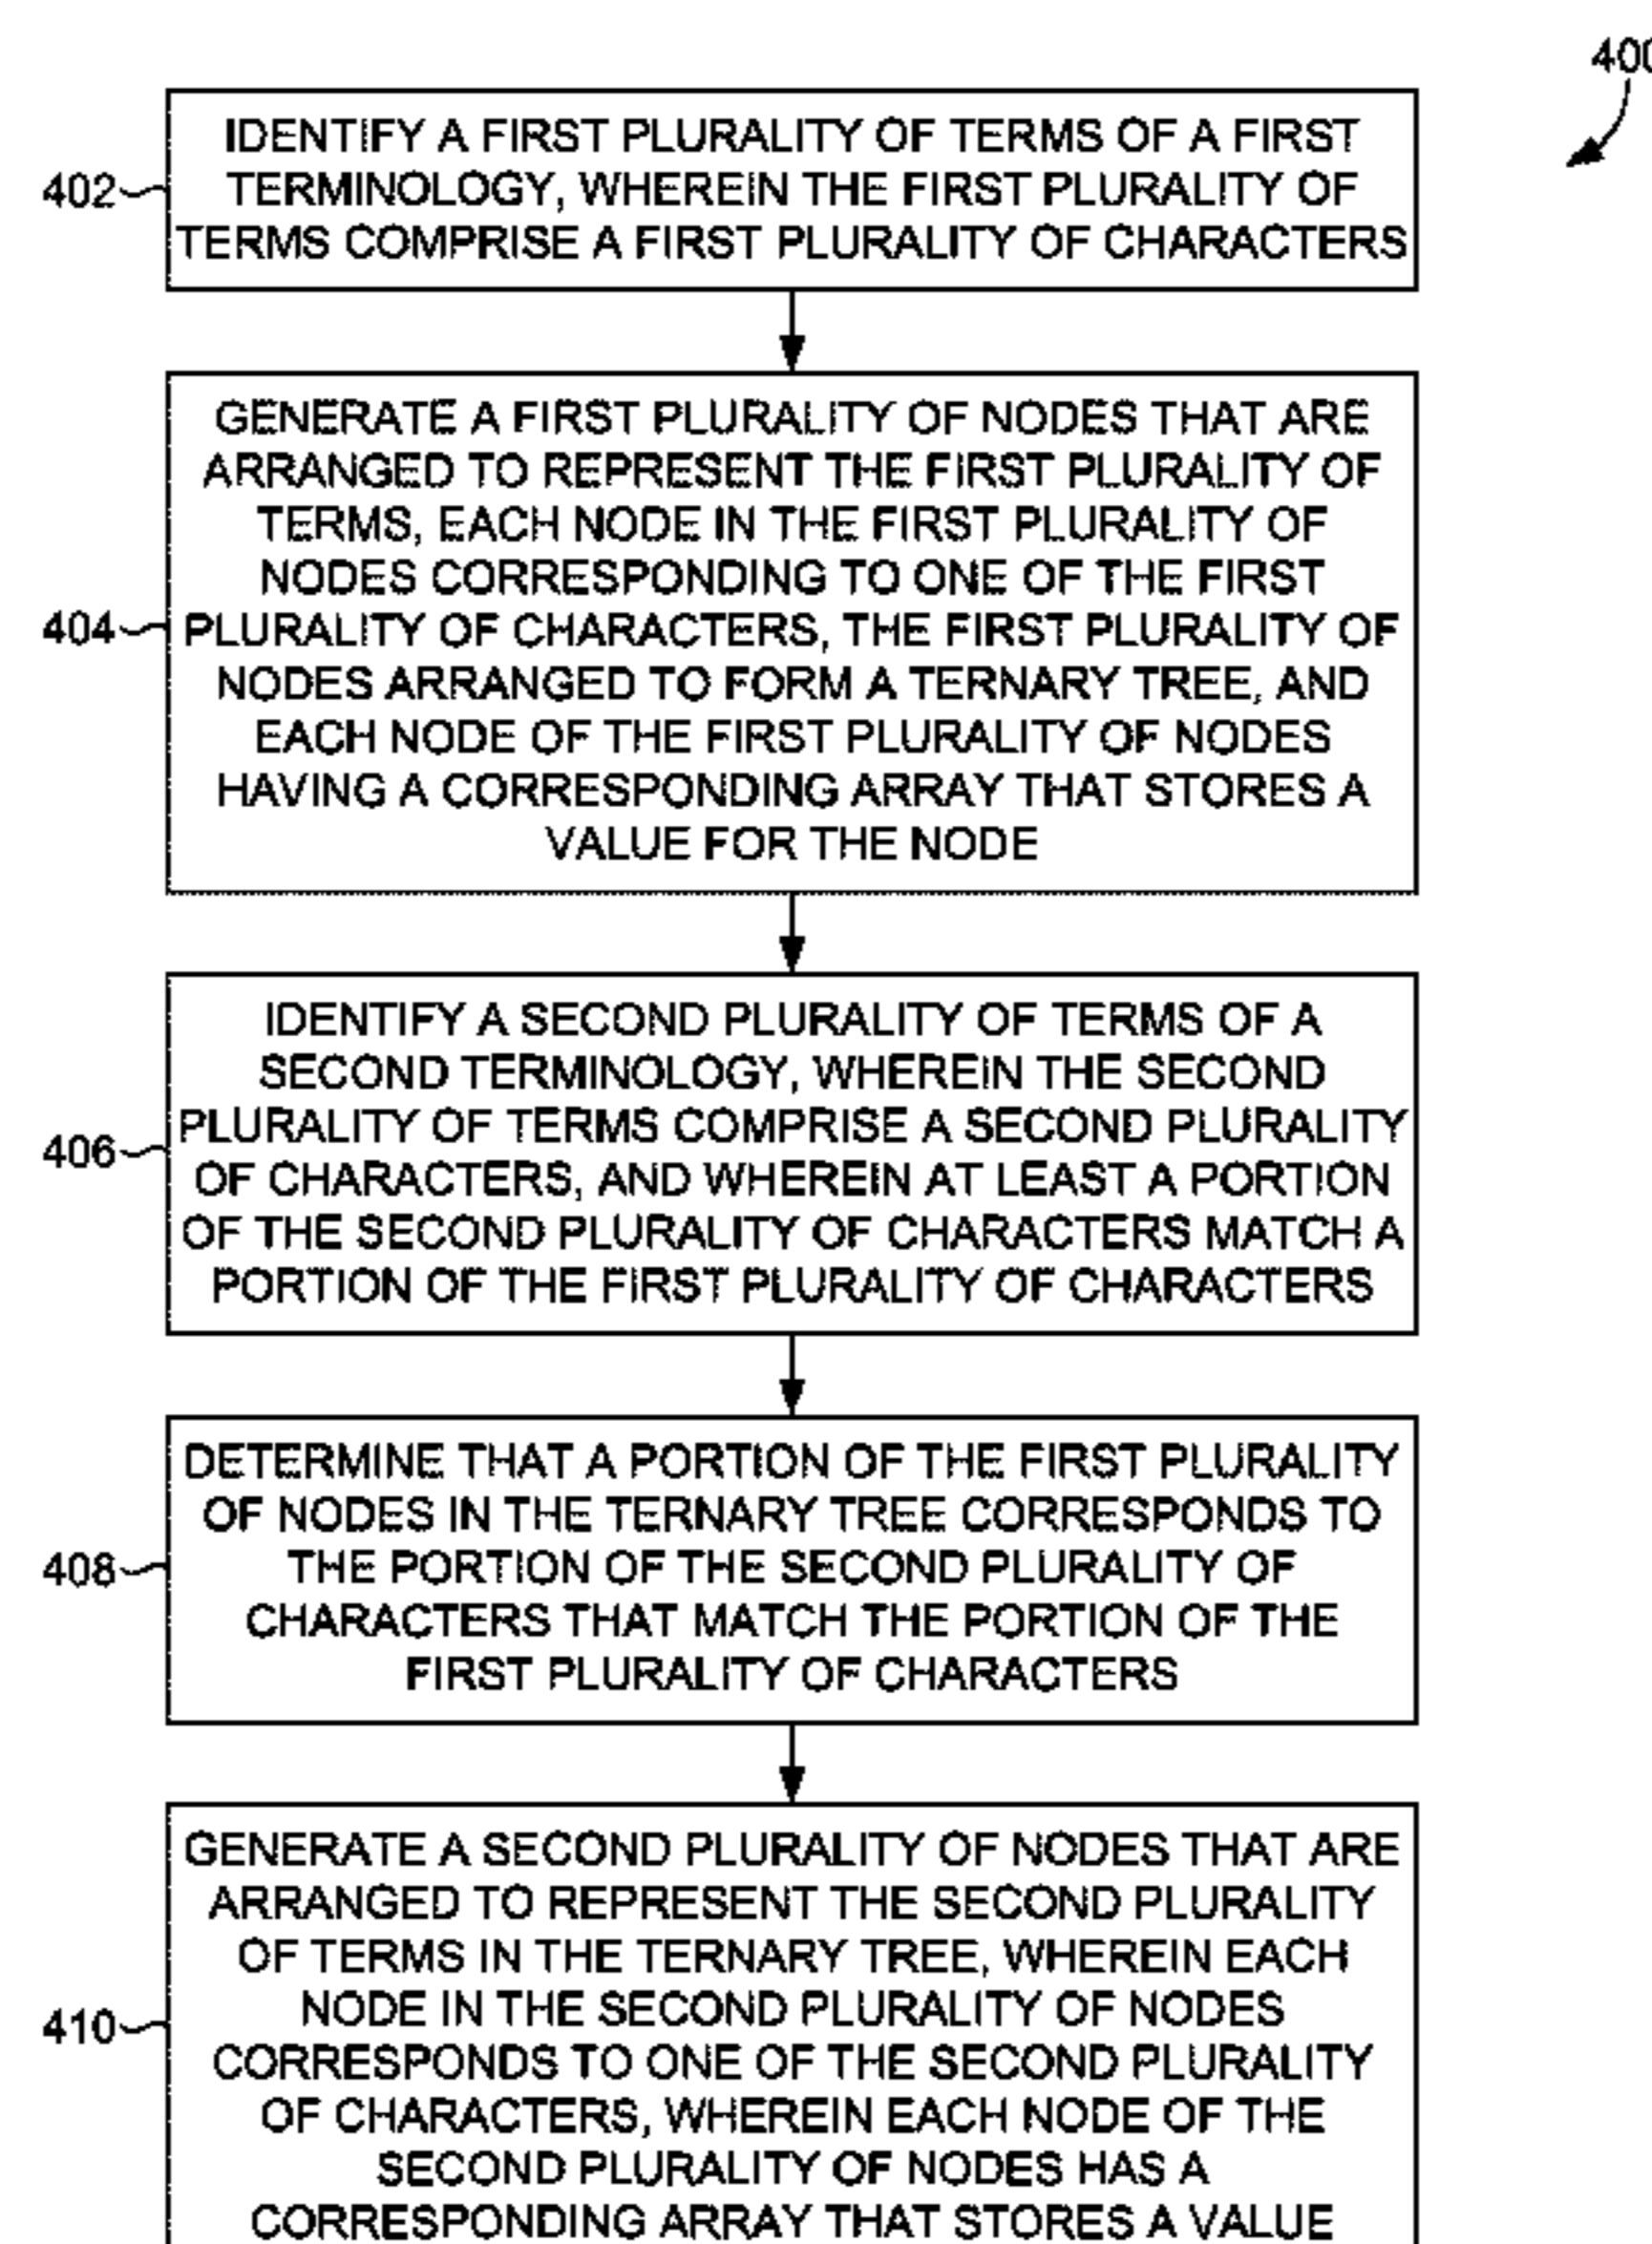 400
402
IDENTIFY A FIRST PLURALITY OF TERMS OF A FIRST
TERMINOLOGY, WHEREIN THE FIRST PLURALITY OF
TERMS COMPRISE A FIRST PLURALITY OF CHARACTERS
404
GENERATE A FIRST PLURALITY OF NODES THAT ARE
ARRANGED TO REPRESENT THE FIRST PLURALITY OF
TERMS, EACH NODE IN THE FIRST PLURALITY OF
NODES CORRESPONDING TO ONE OF THE FIRST
PLURALITY OF CHARACTERS, THE FIRST PLURALITY OF
NODES ARRANGED TO FORM A TERNARY TREE, AND
EACH NODE OF THE FIRST PLURALITY OF NODES
HAVING A CORRESPONDING ARRAY THAT STORES A
VALUE FOR THE NODE
406
IDENTIFY A SECOND PLURALITY OF TERMS OF A
SECOND TERMINOLOGY, WHEREIN THE SECOND
PLURALITY OF TERMS COMPRISE A SECOND PLURALITY
OF CHARACTERS, AND WHEREIN AT LEAST A PORTION
OF THE SECOND PLURALITY OF CHARACTERS MATCH A
PORTION OF THE FIRST PLURALITY OF CHARACTERS
408
DETERMINE THAT A PORTION OF THE FIRST PLURALITY
OF NODES IN THE TERNARY TREE CORRESPONDS TO
THE PORTION OF THE SECOND PLURALITY OF
CHARACTERS THAT MATCH THE PORTION OF THE
FIRST PLURALITY OF CHARACTERS
410
GENERATE A SECOND PLURALITY OF NODES THAT ARE
ARRANGED TO REPRESENT THE SECOND PLURALITY
OF TERMS IN THE TERNARY TREE, WHEREIN EACH
NODE IN THE SECOND PLURALITY OF NODES
CORRESPONDS TO ONE OF THE SECOND PLURALITY
OF CHARACTERS, WHEREIN EACH NODE OF THE
SECOND PLURALITY OF NODES HAS A
CORRESPONDING ARRAY THAT STORES A VALUE